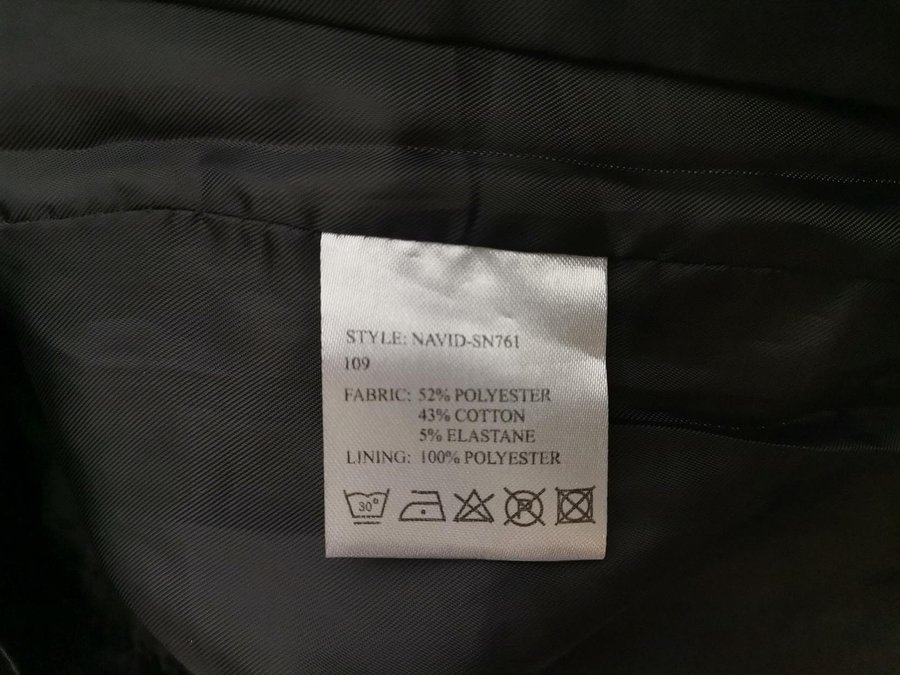 STYLE: NAVID-SN761
109
FABRIC: 52% POLYESTER
43% COTTON
5% ELASTANE
LINING: 100% POLYESTER
30° P